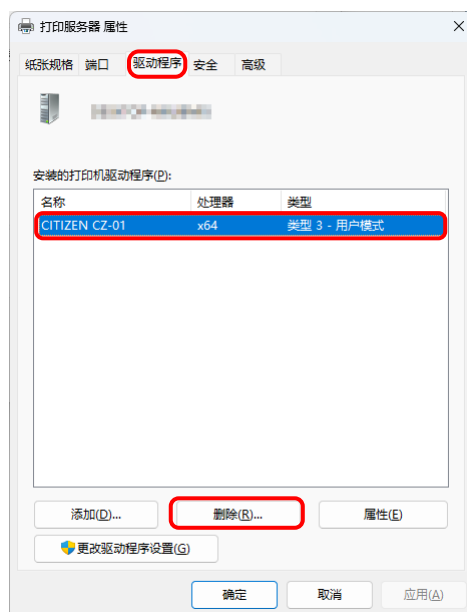 打印服务器 属性
纸张规格 端口 驱动程序 安全 高级
安装的打印机驱动程序(P):
名称 处理器 类型
CITIZEN CZ-01 x64 类型 3 - 用户模式
添加(D)... 删除(R)... 属性(E)
更改驱动程序设置(G)
确定 取消 应用(A)